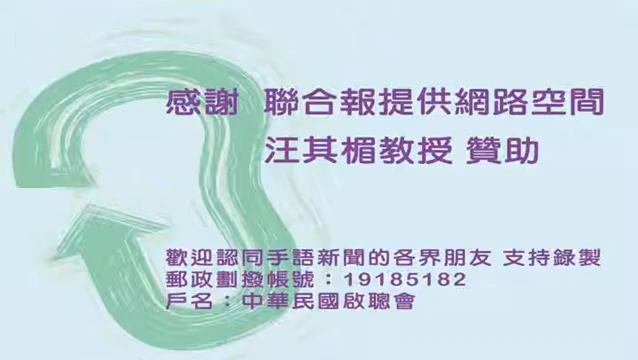 感謝 聯合報提供網路空間
汪其楣教授 贊助
歡迎認同手語新聞的各界朋友 支持錄製
郵政劃撥帳號：19185182
戶名：中華民國啟聰會